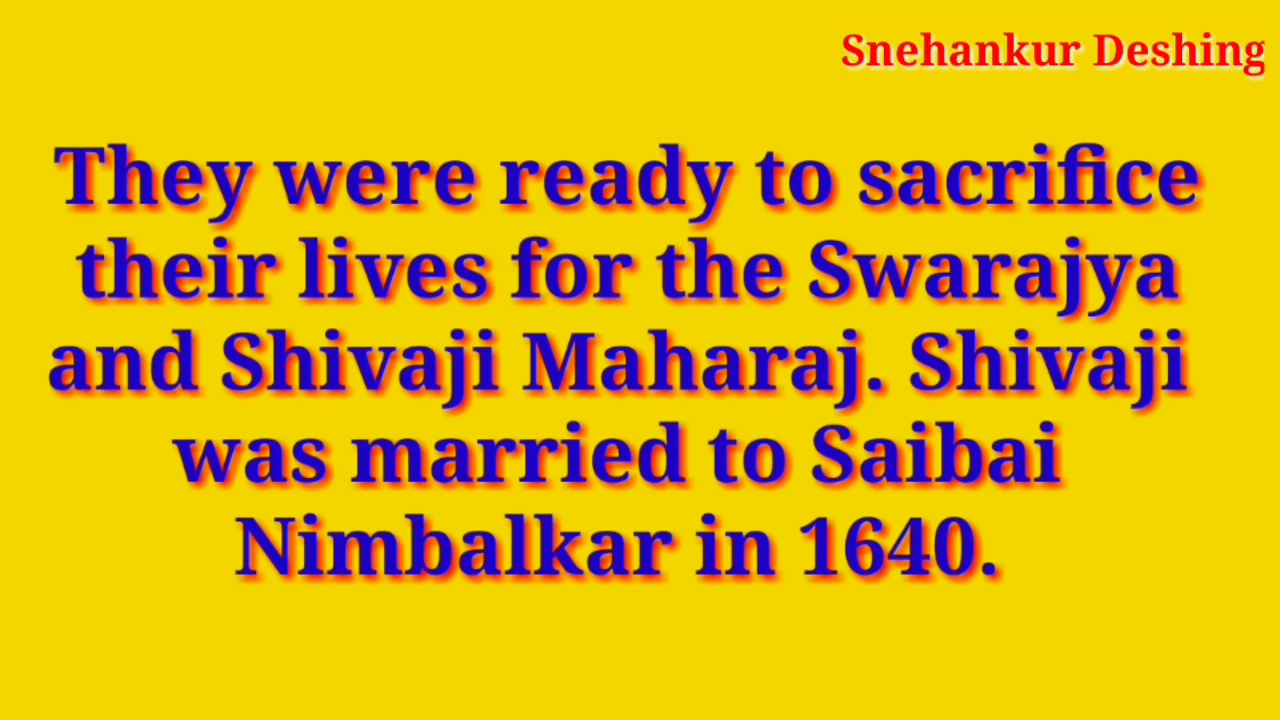 Snehankur Deshing
They were ready to sacrifice
their lives for the Swarajya
and Shivaji Maharaj. Shivaji
was married to Saibai
Nimbalkar in 1640.